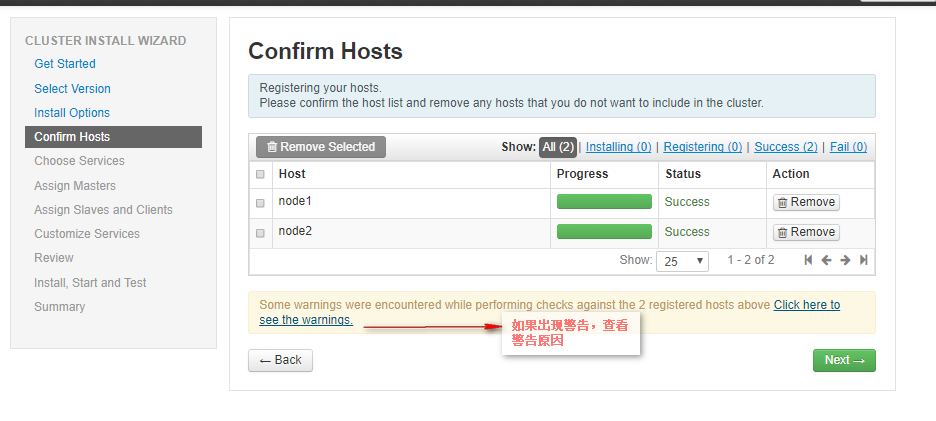 CLUSTER INSTALL WIZARD
Get Started
Select Version
Install Options
Confirm Hosts
Choose Services
Assign Masters
Assign Slaves and Clients
Customize Services
Review
Install, Start and Test
Summary
Confirm Hosts
Registering your hosts.
Please confirm the host list and remove any hosts that you do not want to include in the cluster.
Remove Selected
Show: All (2) | Installing (0) | Registering (0) | Success (2) | Fail (0)
Host Progress Status Action
node1 Success Remove
node2 Success Remove
Show: 25 1 - 2 of 2
Some warnings were encountered while performing checks against the 2 registered hosts above Click here to
see the warnings.
如果出现警告，查看
警告原因
← Back
Next →